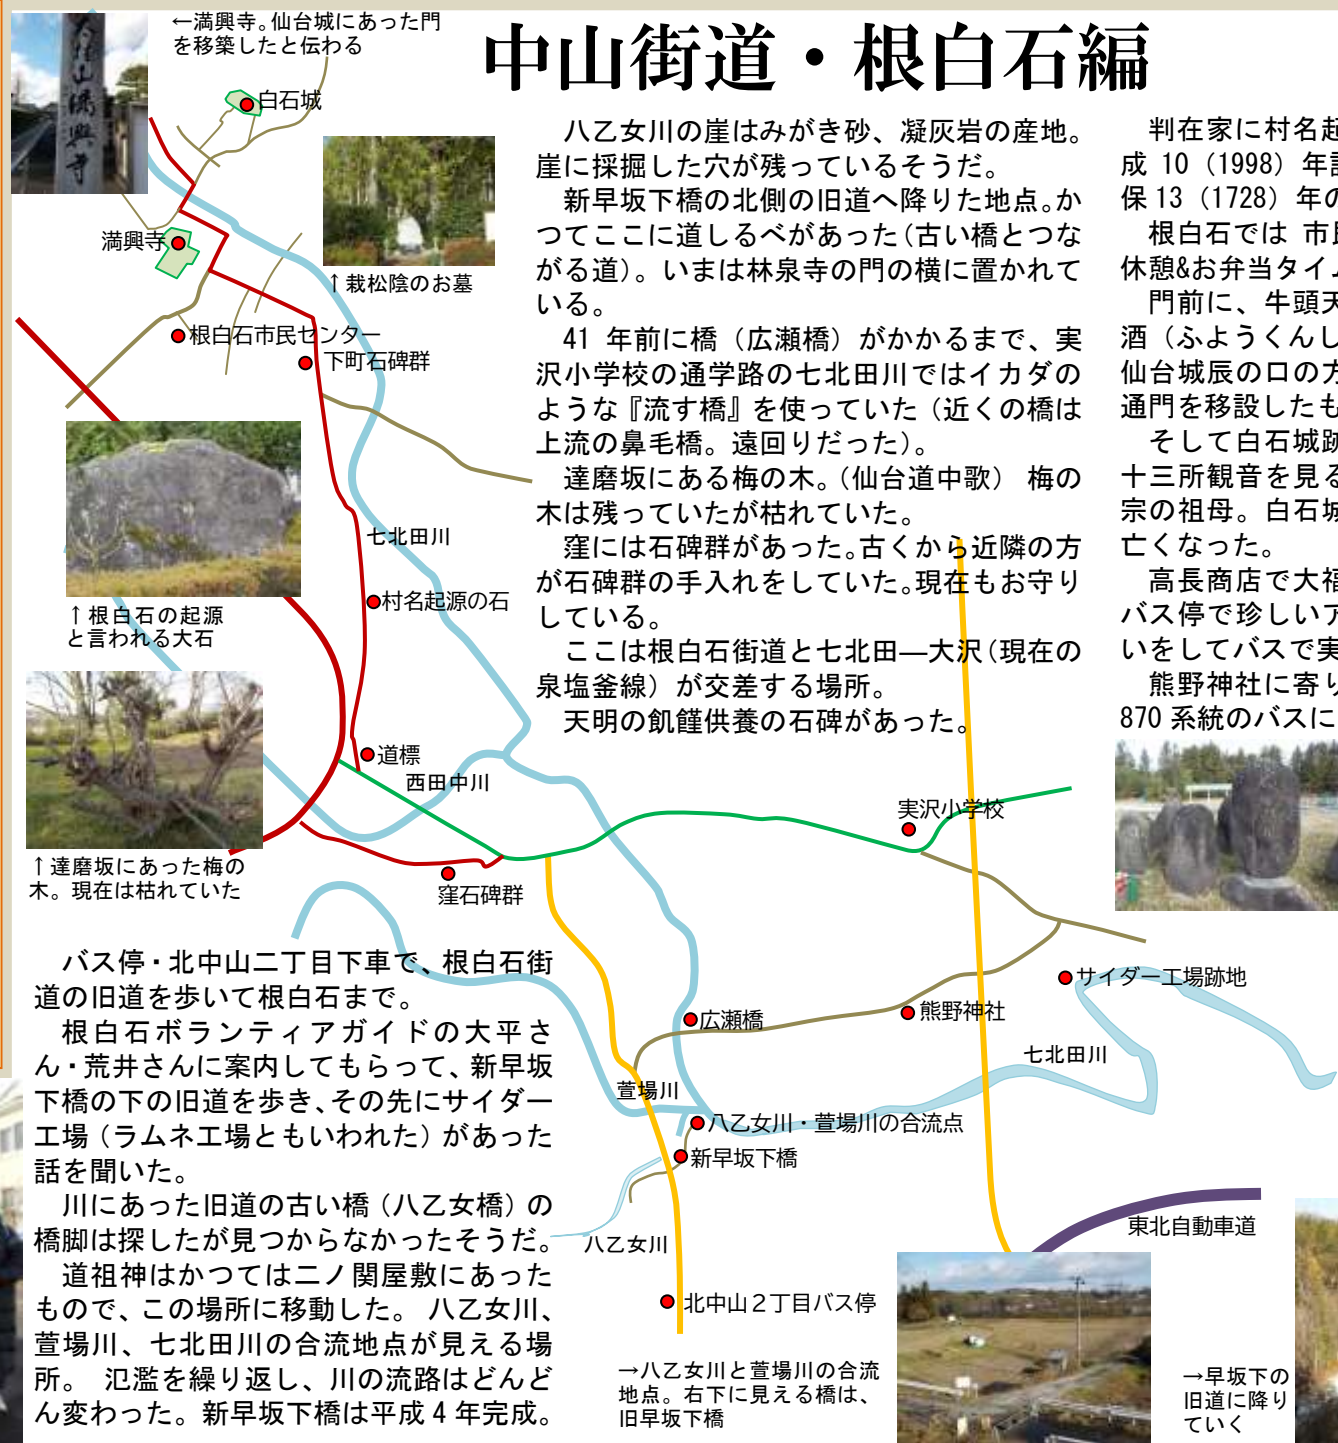 中山街道・根白石編
←満興寺。仙台城にあった門
を移築したと伝わる
満興寺
白石城
満興寺
根白石市民センター
下町石碑群
↑栽松陰のお墓
↑根白石の起源
と言われる大石
七北田川
村名起源の石
↑達磨坂にあった梅の
木。現在は枯れていた
道標
西田中川
窪石碑群
実沢小学校
サイダー工場跡地
広瀬橋
熊野神社
七北田川
萱場川
八乙女川・萱場川の合流点
新早坂下橋
八乙女川
東北自動車道
北中山２丁目バス停
→八乙女川と萱場川の合流
地点。右下に見える橋は、
旧早坂下橋
→早坂下の
旧道に降り
ていく
バス停・北中山二丁目下車で、根白石街
道の旧道を歩いて根白石まで。
根白石ボランティアガイドの大平さ
ん・荒井さんに案内してもらって、新早坂
下橋の下の旧道を歩き、その先にサイダー
工場（ラムネ工場ともいわれた）があった
話を聞いた。
川にあった旧道の古い橋（八乙女橋）の
橋脚は探したが見つからなかったそうだ。
道祖神はかつては二ノ関屋敷にあった
もので、この場所に移動した。 八乙女川、
萱場川、七北田川の合流地点が見える場
所。 氾濫を繰り返し、川の流路はどんど
ん変わった。新早坂下橋は平成 4 年完成。
八乙女川の崖はみがき砂、凝灰岩の産地。
崖に採掘した穴が残っているそうだ。
新早坂下橋の北側の旧道へ降りた地点。か
つてここに道しるべがあった（古い橋とつな
がる道）。いまは林泉寺の門の横に置かれて
いる。
41 年前に橋（広瀬橋）がかかるまで、実
沢小学校の通学路の七北田川ではイカダの
ような『流す橋』を使っていた（近くの橋は
上流の鼻毛橋。遠回りだった）。
達磨坂にある梅の木。（仙台道中歌） 梅の
木は残っていたが枯れていた。
窪には石碑群があった。古くから近隣の方
が石碑群の手入れをしていた。現在もお守り
している。
ここは根白石街道と七北田―大沢（現在の
泉塩釜線）が交差する場所。
天明の飢饉供養の石碑があった。
判在家に村名起
成 10（1998）年
保 13（1728）年の
根白石では 市
休憩&お弁当タイ
門前に、牛頭天
酒（ふようくんし
仙台城辰の口の方
通門を移設したも
そして白石城跡
十三所観音を見る
宗の祖母。白石城
亡くなった。
高長商店で大福
バス停で珍しいア
いをしてバスで実
熊野神社に寄り
870 系統のバスに